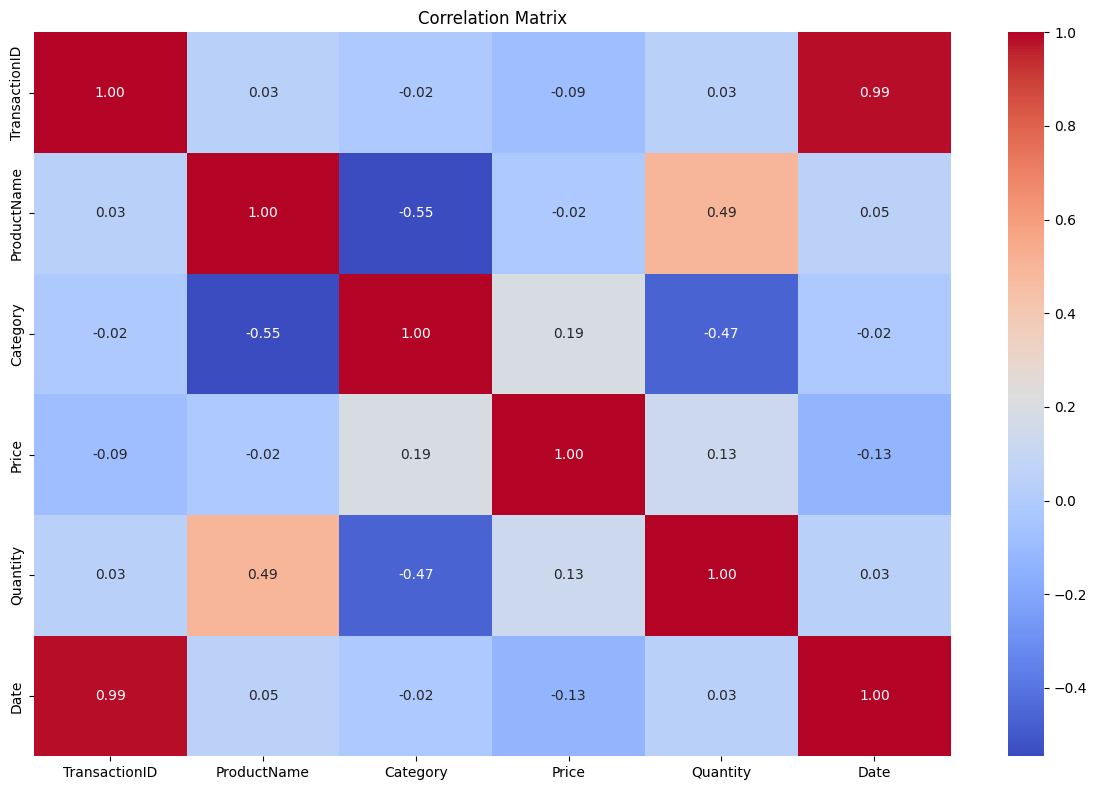 Correlation Matrix
TransactionID 1.00 0.03 -0.02 -0.09 0.03 0.99
ProductName 0.03 1.00 -0.55 -0.02 0.49 0.05
Category -0.02 -0.55 1.00 0.19 -0.47 -0.02
Price -0.09 -0.02 0.19 1.00 0.13 -0.13
Quantity 0.03 0.49 -0.47 0.13 1.00 0.03
Date 0.99 0.05 -0.02 -0.13 0.03 1.00
TransactionID ProductName Category Price Quantity Date
1.0
0.8
0.6
0.4
0.2
0.0
−0.2
−0.4